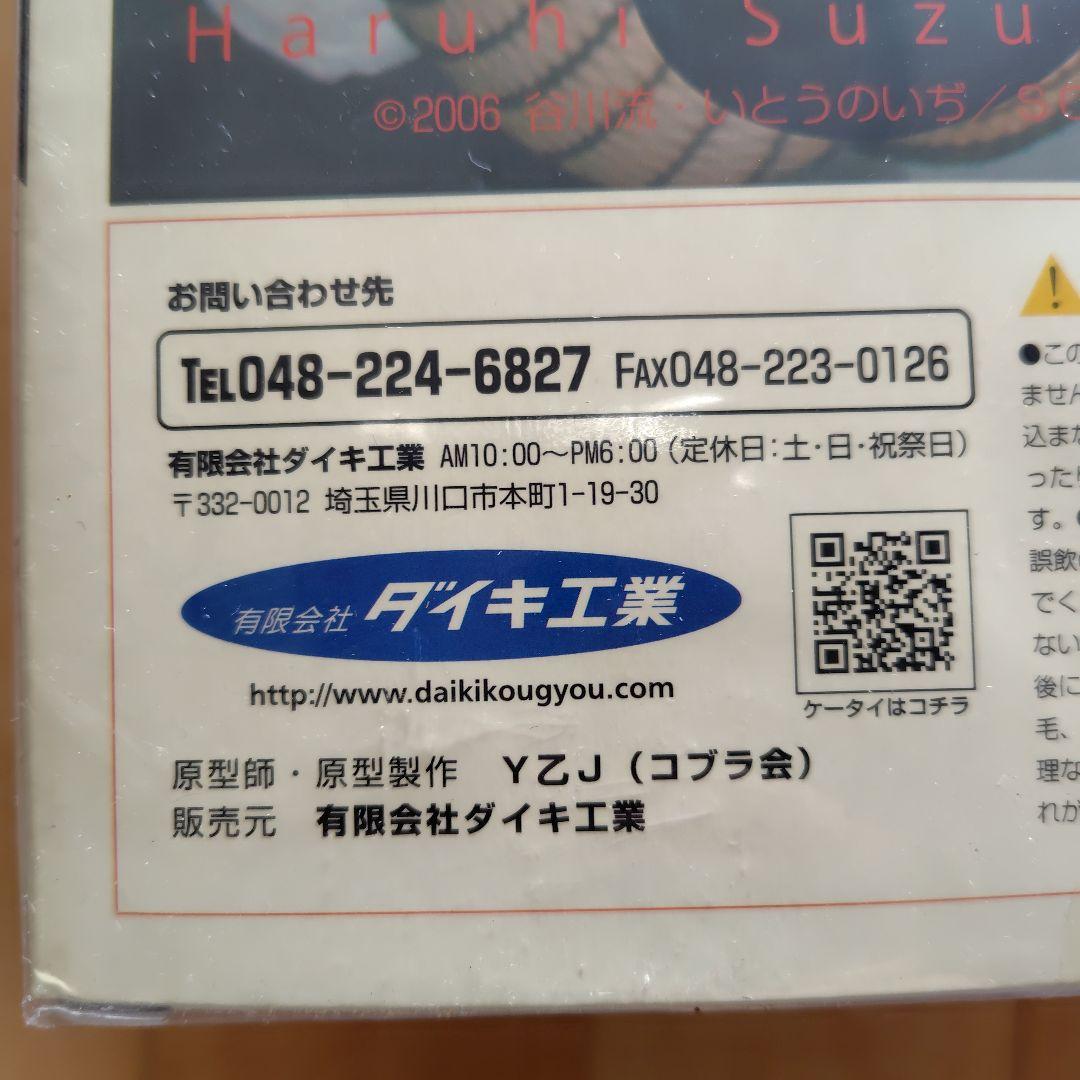 Haruhi Suzu
©2006 谷川流・いとうのいぢ／SO
お問い合わせ先
TEL048-224-6827 FAX048-223-0126
有限会社ダイキ工業 AM10:00〜PM6:00（定休日：土・日・祝祭日）
〒332-0012 埼玉県川口市本町1-19-30
有限会社 ダイキ工業
http://www.daikikougyou.com
ケータイはコチラ
原型師・原型製作 Y乙J（コブラ会）
販売元 有限会社ダイキ工業
!
●この
ません
込まな
ったり
す。
誤飲
でく
ない
後に
毛、
理な
れが